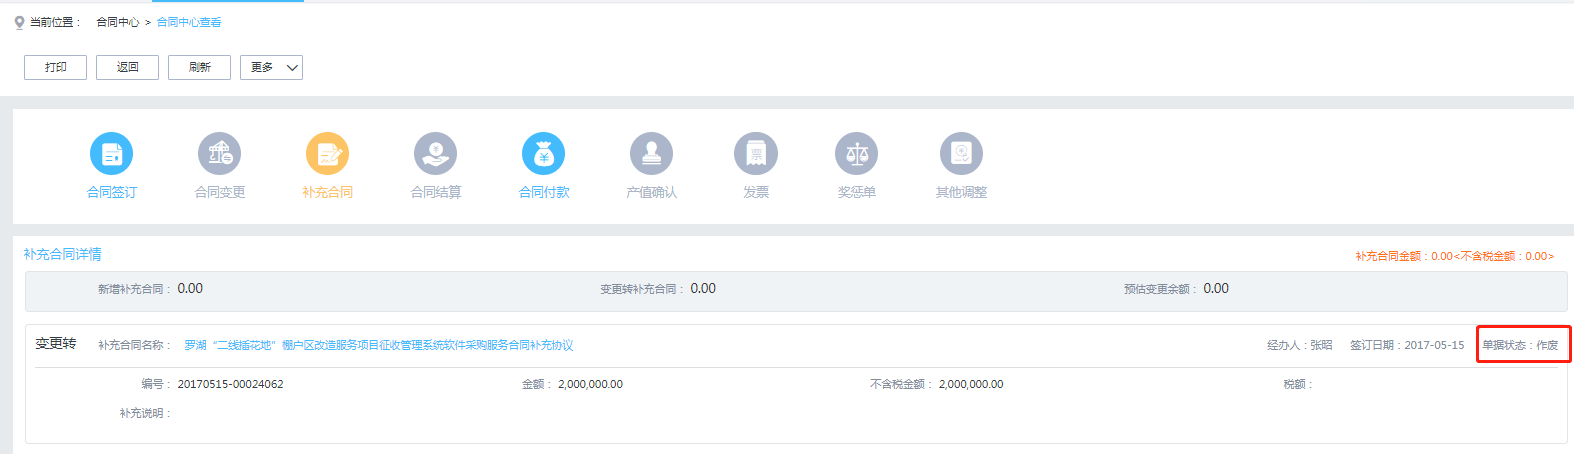 当前位置： 合同中心 > 合同中心查看
打印 返回 刷新 更多
合同签订 合同变更 补充合同 合同结算 合同付款 产值确认 发票 奖惩单 其他调整
补充合同详情 补充合同金额：0.00<不含税金额：0.00>
新增补充合同： 0.00 变更转补充合同： 0.00 预估变更余额： 0.00
变更转 补充合同名称： 罗湖“二线插花地”棚户区改造服务项目征收管理系统软件采购服务合同补充协议 经办人：张昭 签订日期：2017-05-15 单据状态：作废
编号： 20170515-00024062 金额： 2,000,000.00 不含税金额： 2,000,000.00 税额：
补充说明：